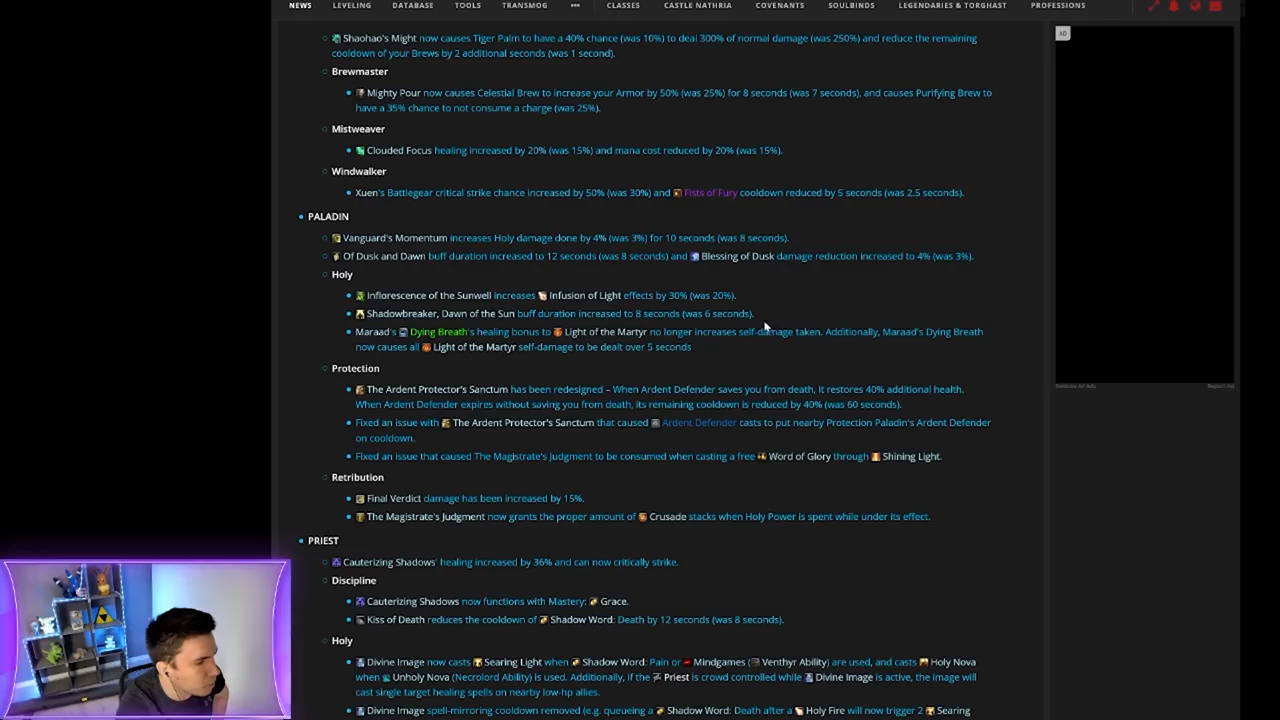 NEWS LEVELING DATABASE TOOLS TRANSMOG ••• CLASSES CASTLE NATHRIA COVENANTS SOULBINDS LEGENDARIES & TORGHAST PROFESSIONS
Shaohao's Might now causes Tiger Palm to have a 40% chance (was 10%) to deal 300% of normal damage (was 250%) and reduce the remaining
cooldown of your Brews by 2 additional seconds (was 1 second).
Brewmaster
Mighty Pour now causes Celestial Brew to increase your Armor by 50% (was 25%) for 8 seconds (was 7 seconds), and causes Purifying Brew to
have a 35% chance to not consume a charge (was 25%).
Mistweaver
Clouded Focus healing increased by 20% (was 15%) and mana cost reduced by 20% (was 15%).
Windwalker
Xuen's Battlegear critical strike chance increased by 50% (was 30%) and Fists of Fury cooldown reduced by 5 seconds (was 2.5 seconds).
PALADIN
Vanguard's Momentum increases Holy damage done by 4% (was 3%) for 10 seconds (was 8 seconds).
Of Dusk and Dawn buff duration increased to 12 seconds (was 8 seconds) and Blessing of Dusk damage reduction increased to 4% (was 3%).
Holy
Inflorescence of the Sunwell increases Infusion of Light effects by 30% (was 20%).
Shadowbreaker, Dawn of the Sun buff duration increased to 8 seconds (was 6 seconds).
Maraad's Dying Breath's healing bonus to Light of the Martyr no longer increases self-damage taken. Additionally, Maraad's Dying Breath
now causes all Light of the Martyr self-damage to be dealt over 5 seconds
Protection
The Ardent Protector's Sanctum has been redesigned – When Ardent Defender saves you from death, it restores 40% additional health.
When Ardent Defender expires without saving you from death, its remaining cooldown is reduced by 40% (was 60 seconds).
Fixed an issue with The Ardent Protector's Sanctum that caused Ardent Defender casts to put nearby Protection Paladin's Ardent Defender
on cooldown.
Fixed an issue that caused The Magistrate's Judgment to be consumed when casting a free Word of Glory through Shining Light.
Retribution
Final Verdict damage has been increased by 15%.
The Magistrate's Judgment now grants the proper amount of Crusade stacks when Holy Power is spent while under its effect.
PRIEST
Cauterizing Shadows' healing increased by 36% and can now critically strike.
Discipline
Cauterizing Shadows now functions with Mastery: Grace.
Kiss of Death reduces the cooldown of Shadow Word: Death by 12 seconds (was 8 seconds).
Holy
Divine Image now casts Searing Light when Shadow Word: Pain or Mindgames (Venthyr Ability) are used, and casts Holy Nova
when Unholy Nova (Necrolord Ability) is used. Additionally, if the Priest is crowd controlled while Divine Image is active, the image will
cast single target healing spells on nearby low-hp allies.
Divine Image spell-mirroring cooldown removed (e.g. queueing a Shadow Word: Death after a Holy Fire will now trigger 2 Searing
AD